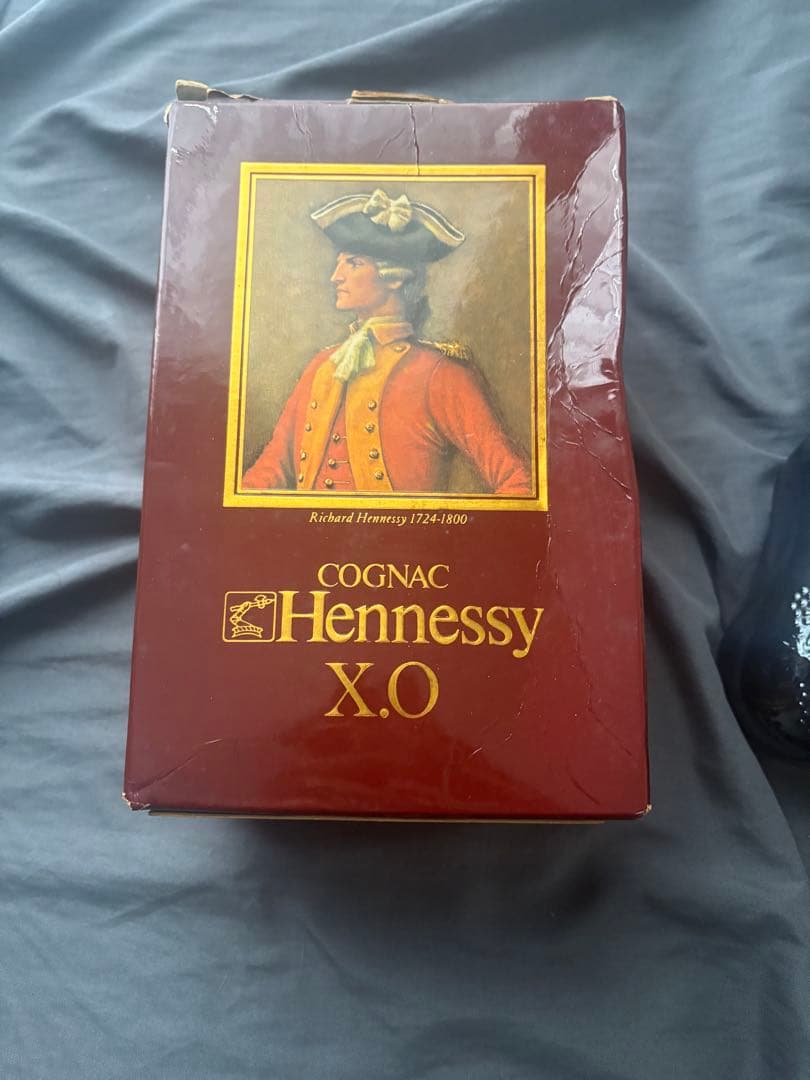 Richard Hennessy 1724-1800
COGNAC
Hennessy
X.O